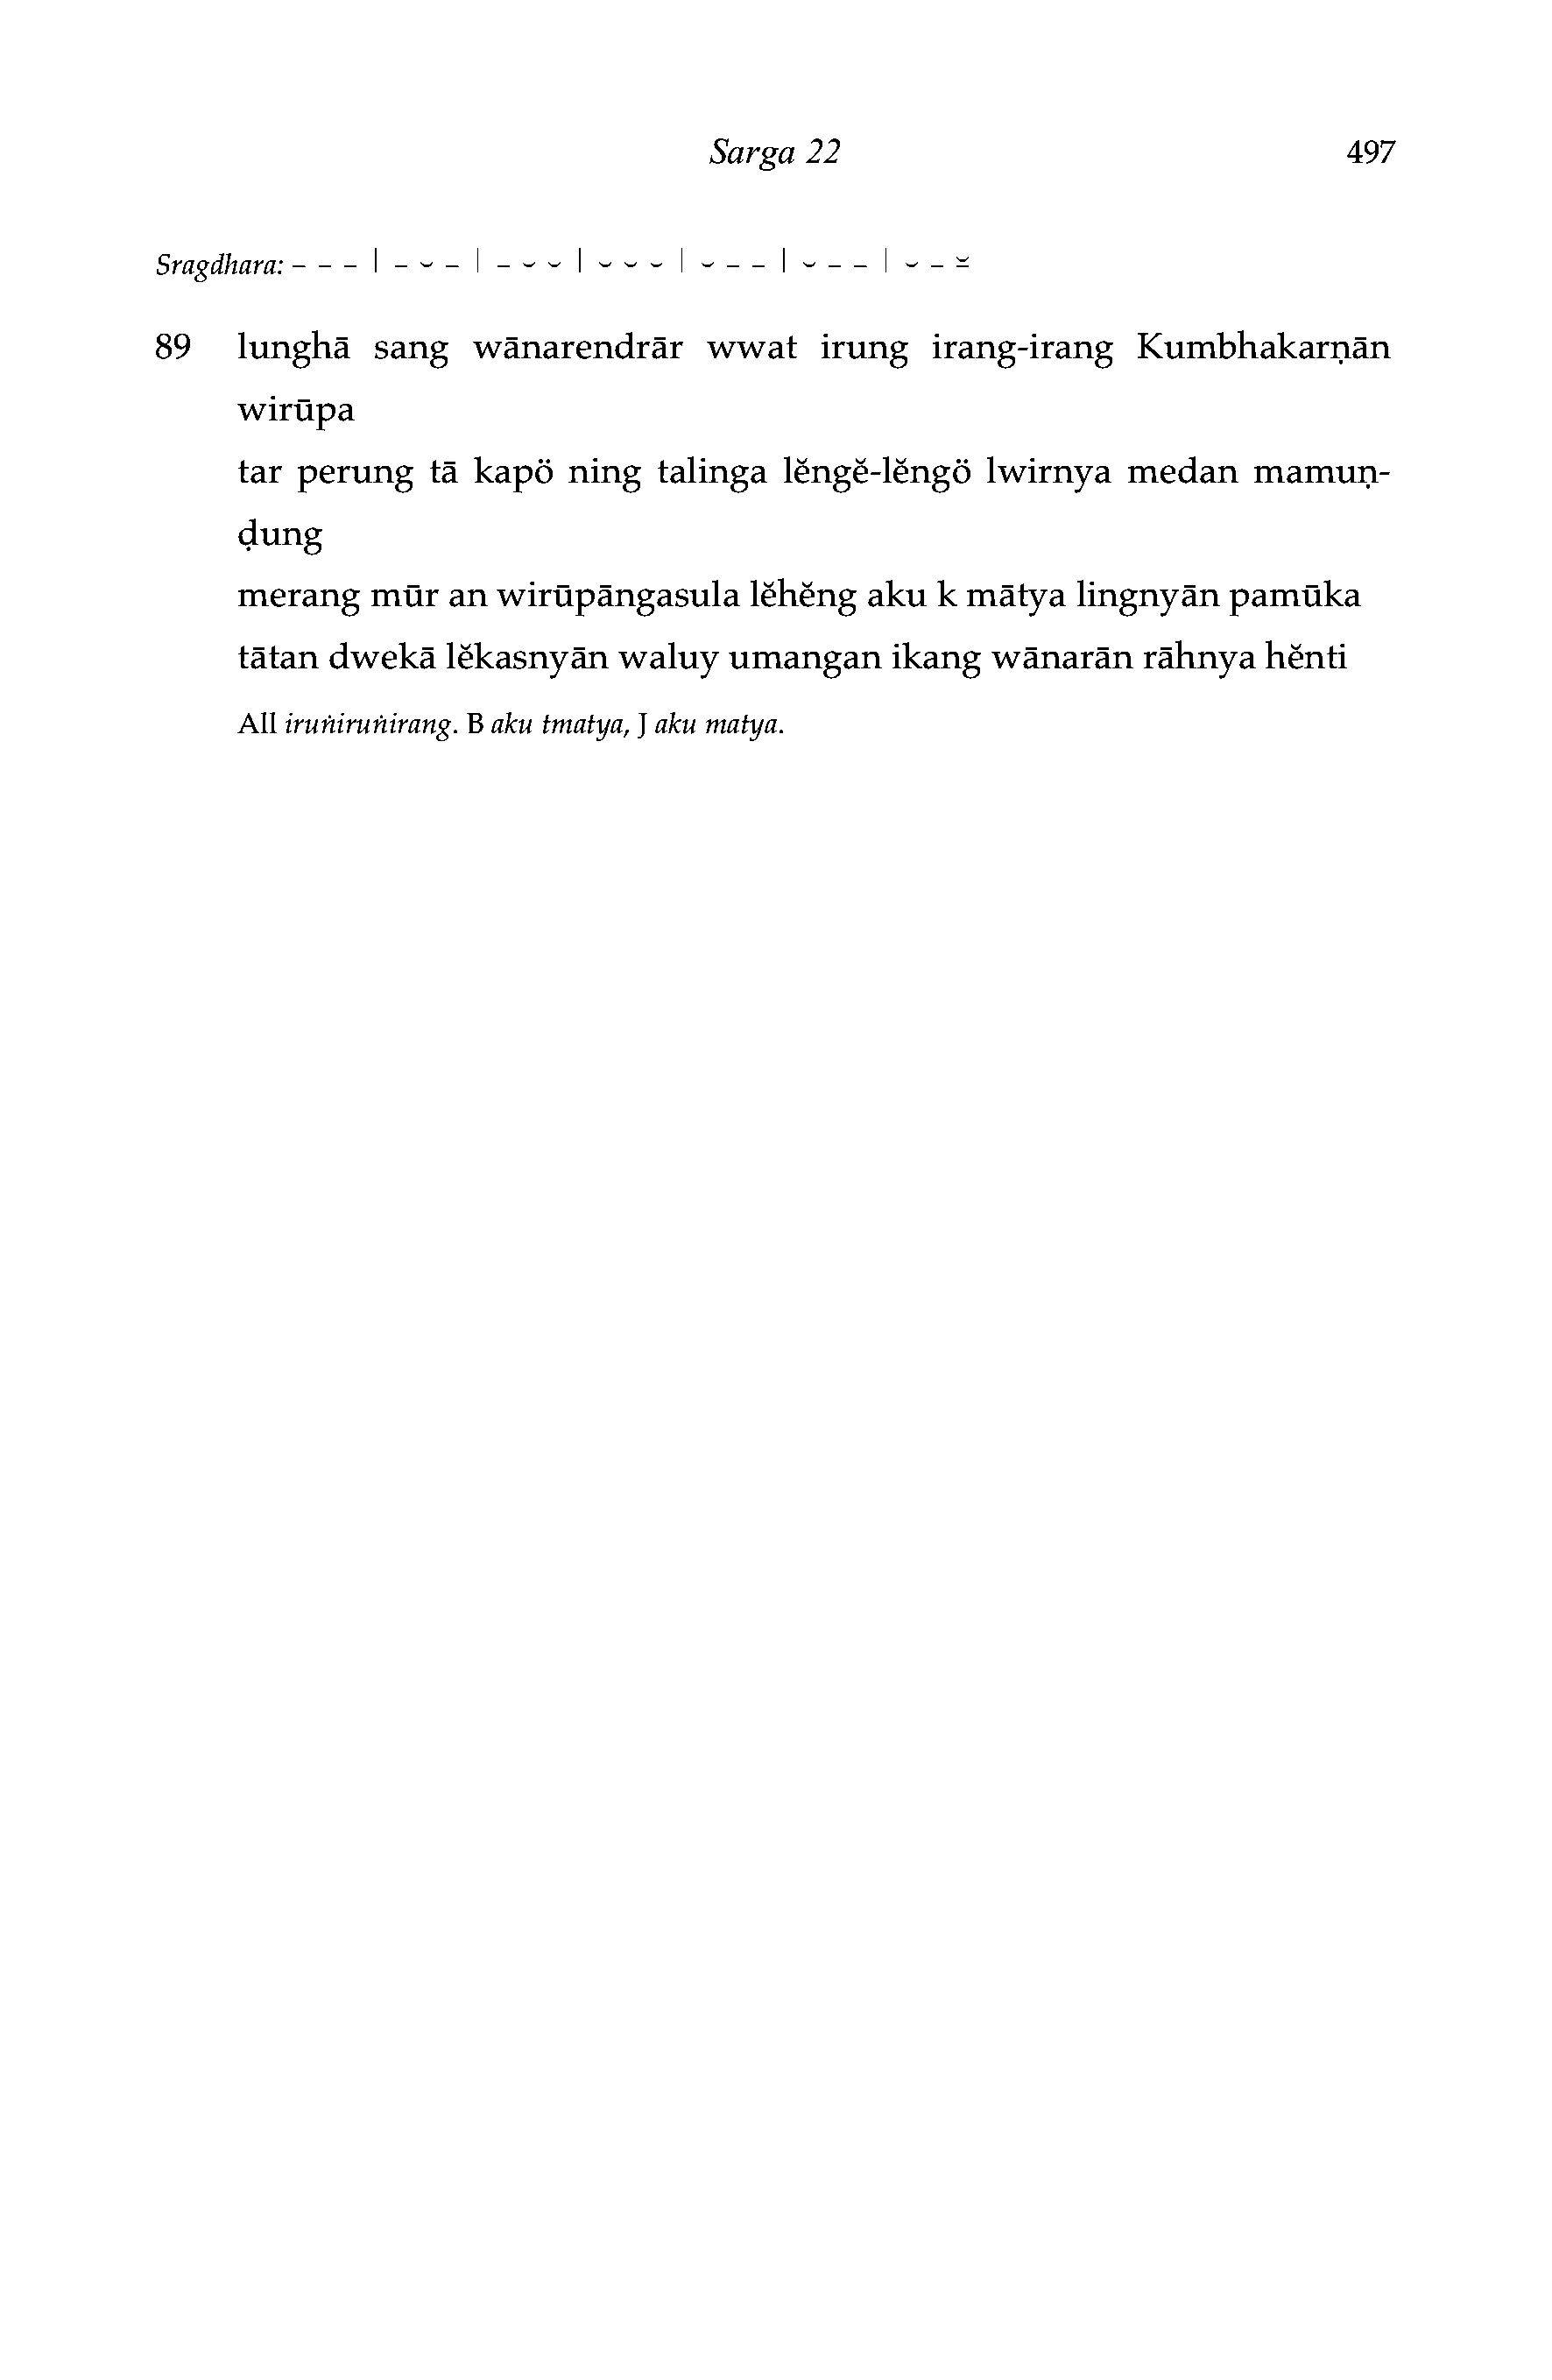 Sarga 22 497
Sragdhara: – – – | – ⏑ – | – ⏑ ⏑ | ⏑ ⏑ ⏑ | ⏑ – – | ⏑ – – | ⏑ – ⏓
89 lunghā sang wānarendrār wwat irung irang-irang Kumbhakarṇān
wirūpa
tar perung tā kapö ning talinga lĕngĕ-lĕngö lwirnya medan mamuṇ-
ḍung
merang mūr an wirūpāngasula lĕhĕng aku k mātya lingnyān pamūka
tātan dwekā lĕkasnyān waluy umangan ikang wānarān rāhnya hĕnti
All iruṅiruṅirang. B aku tmatya, J aku matya.